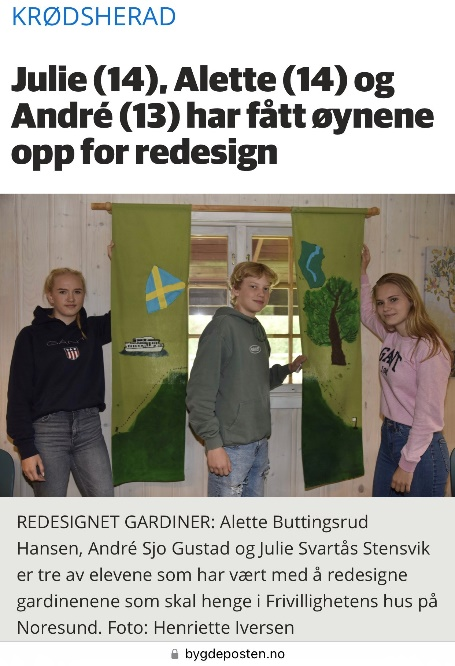 KRØDSHERAD
Julie (14), Alette (14) og
André (13) har fått øynene
opp for redesign
REDESIGNET GARDINER: Alette Buttingsrud
Hansen, André Sjo Gustad og Julie Svartås Stensvik
er tre av elevene som har vært med å redesigne
gardinenene som skal henge i Frivillighetens hus på
Noresund. Foto: Henriette Iversen
bygdeposten.no